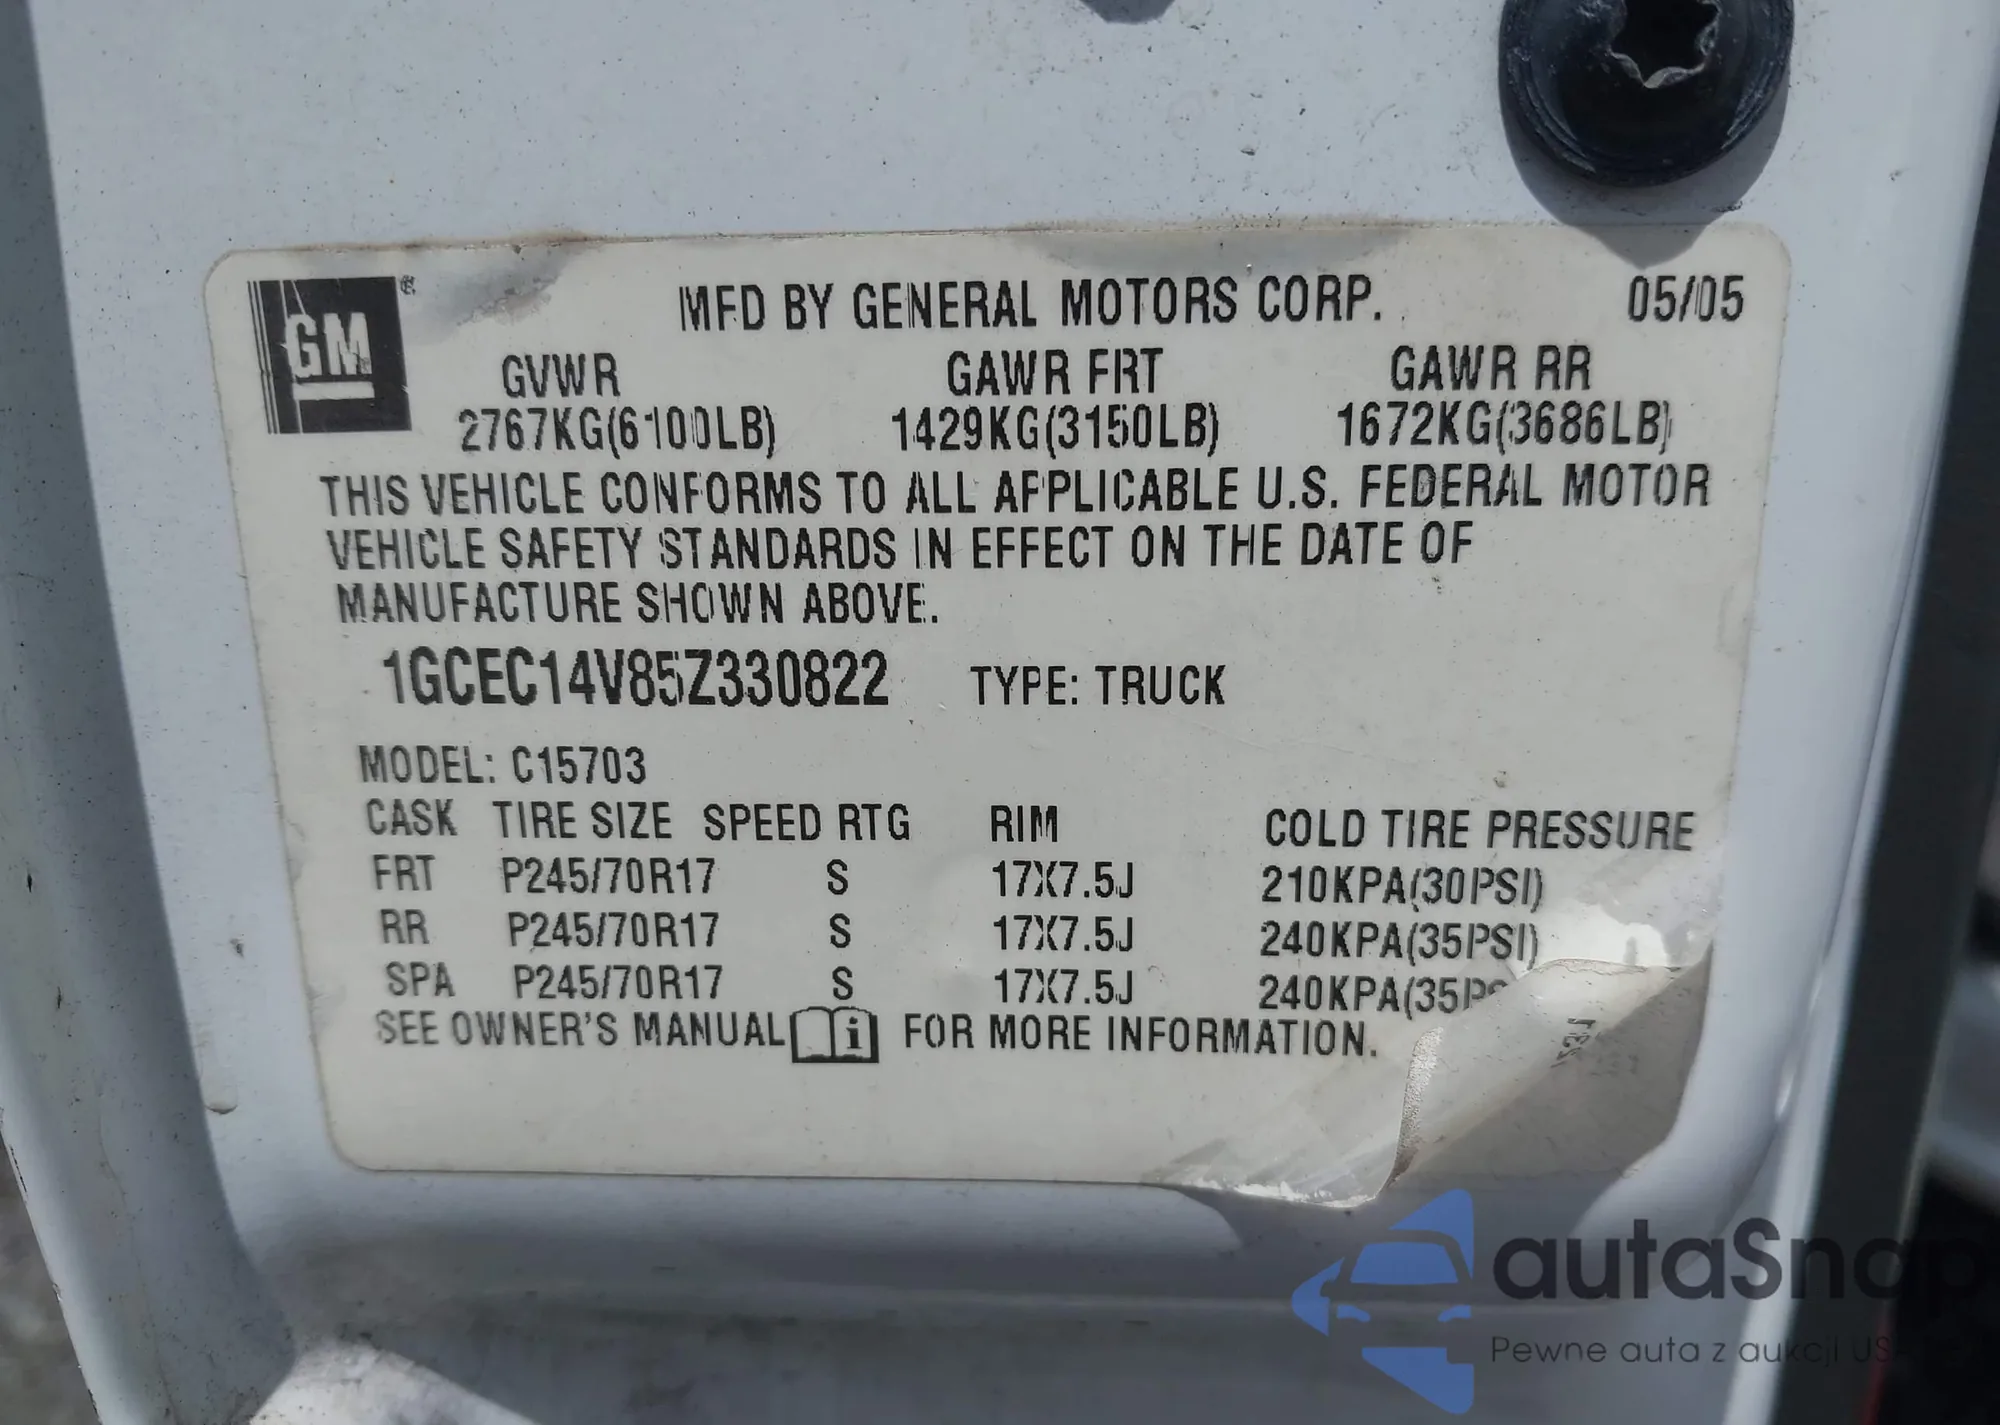 GM
MFD BY GENERAL MOTORS CORP. 05/05
GVWR GAWR FRT GAWR RR
2767KG(6100LB) 1429KG(3150LB) 1672KG(3686LB)
THIS VEHICLE CONFORMS TO ALL APPLICABLE U.S. FEDERAL MOTOR
VEHICLE SAFETY STANDARDS IN EFFECT ON THE DATE OF
MANUFACTURE SHOWN ABOVE.
1GCEC14V85Z330822 TYPE: TRUCK
MODEL: C15703
CASK TIRE SIZE SPEED RTG RIM COLD TIRE PRESSURE
FRT P245/70R17 S 17X7.5J 210KPA(30PSI)
RR P245/70R17 S 17X7.5J 240KPA(35PSI)
SPA P245/70R17 S 17X7.5J 240KPA(35PS
SEE OWNER'S MANUAL i FOR MORE INFORMATION.
autaSnap
Pewne auta z aukcji US